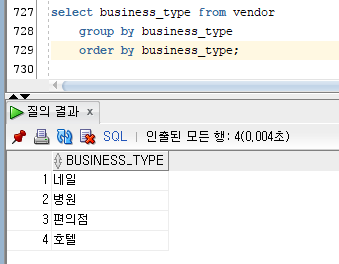 727 select business_type from vendor
728 group by business_type
729 order by business_type;
730
질의 결과 x
SQL | 인출된 모든 행: 4(0,004초)
BUSINESS_TYPE
1 네일
2 병원
3 편의점
4 호텔